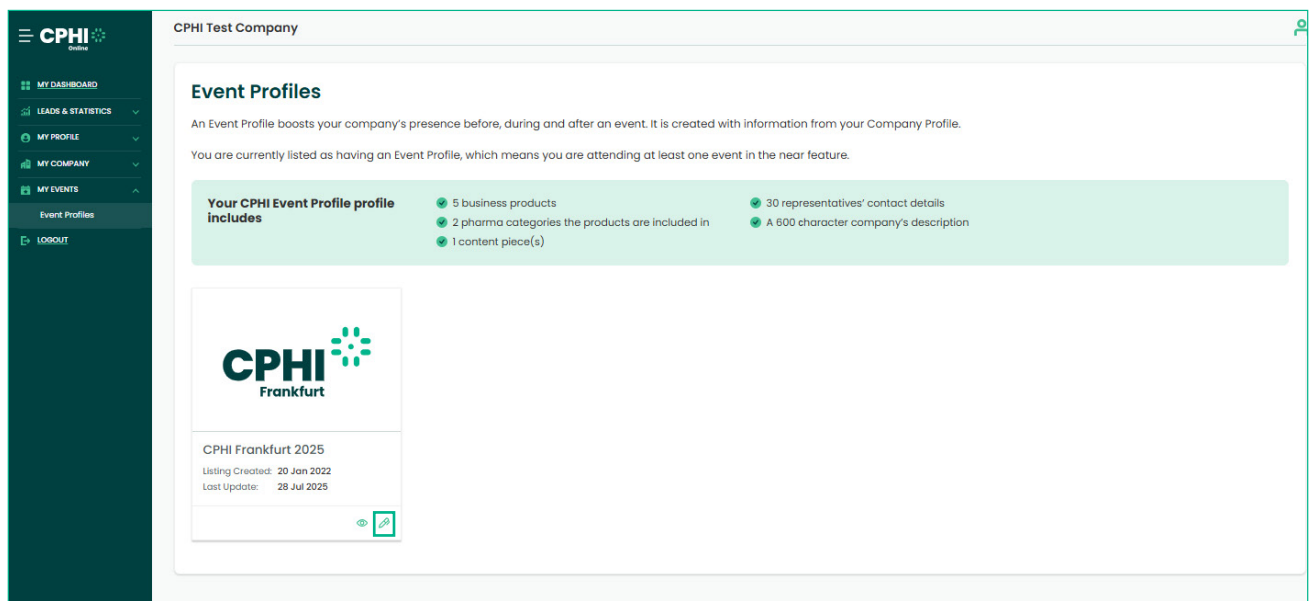 CPHI
Online
CPHI Test Company
MY DASHBOARD
LEADS & STATISTICS
MY PROFILE
MY COMPANY
MY EVENTS
Event Profiles
LOGOUT
Event Profiles
An Event Profile boosts your company's presence before, during and after an event. It is created with information from your Company Profile.
You are currently listed as having an Event Profile, which means you are attending at least one event in the near feature.
Your CPHI Event Profile profile
includes
5 business products
2 pharma categories the products are included in
1 content piece(s)
30 representatives' contact details
A 600 character company's description
CPHI
Frankfurt
CPHI Frankfurt 2025
Listing Created: 20 Jan 2022
Last Update: 28 Jul 2025